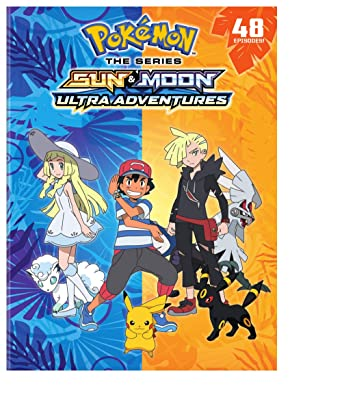 Pokémon
THE SERIES
SUN & MOON
ULTRA ADVENTURES
48
EPISODES!